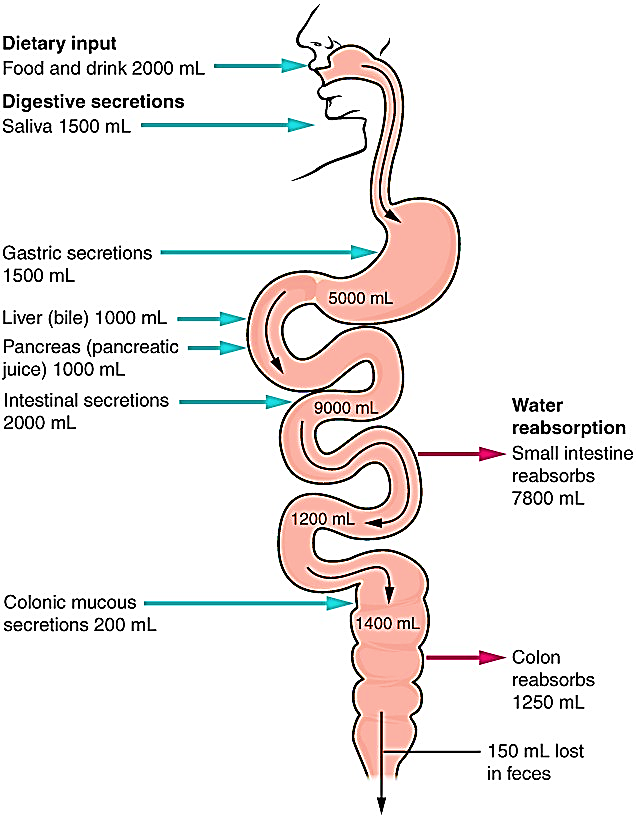 Dietary input
Food and drink 2000 mL
Digestive secretions
Saliva 1500 mL
Gastric secretions
1500 mL
5000 mL
Liver (bile) 1000 mL
Pancreas (pancreatic
juice) 1000 mL
Intestinal secretions
2000 mL
9000 mL
Water
reabsorption
Small intestine
reabsorbs
7800 mL
1200 mL
Colonic mucous
secretions 200 mL
1400 mL
Colon
reabsorbs
1250 mL
150 mL lost
in feces